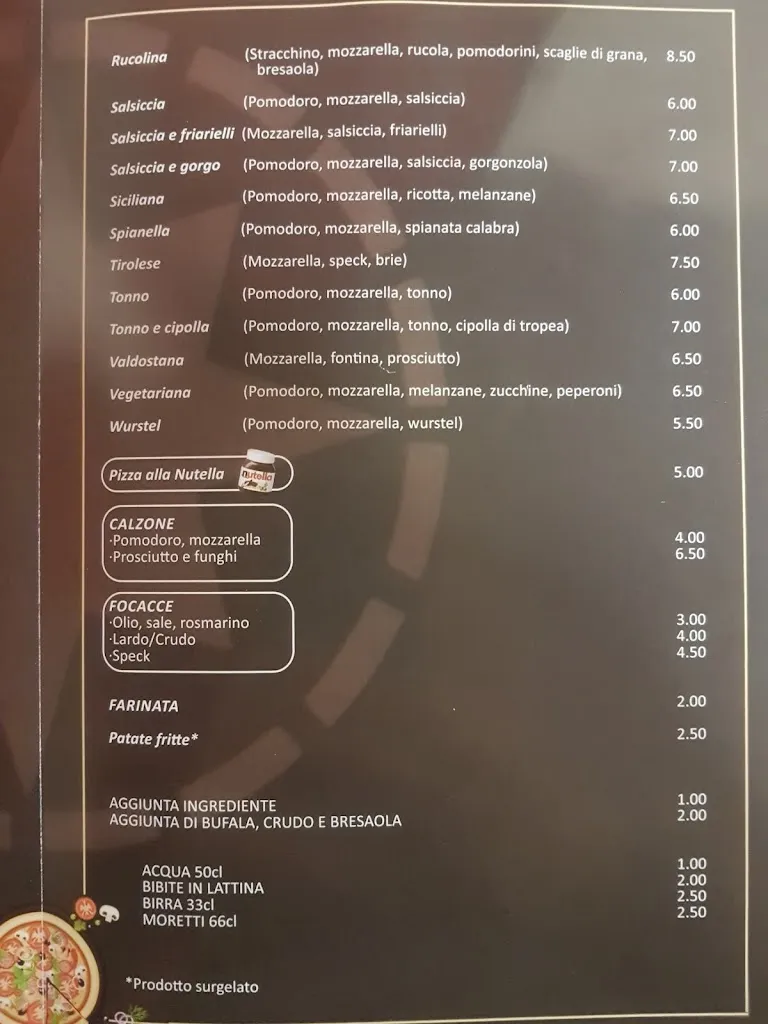 Rucolina (Stracchino, mozzarella, rucola, pomodorini, scaglie di grana, 8.50
bresaola)
Salsiccia (Pomodoro, mozzarella, salsiccia) 6.00
Salsiccia e friarielli (Mozzarella, salsiccia, friarielli) 7.00
Salsiccia e gorgo (Pomodoro, mozzarella, salsiccia, gorgonzola) 7.00
Siciliana (Pomodoro, mozzarella, ricotta, melanzane) 6.50
Spianella (Pomodoro, mozzarella, spianata calabra) 6.00
Tirolese (Mozzarella, speck, brie) 7.50
Tonno (Pomodoro, mozzarella, tonno) 6.00
Tonno e cipolla (Pomodoro, mozzarella, tonno, cipolla di tropea) 7.00
Valdostana (Mozzarella, fontina, prosciutto) 6.50
Vegetariana (Pomodoro, mozzarella, melanzane, zucchine, peperoni) 6.50
Wurstel (Pomodoro, mozzarella, wurstel) 5.50
Pizza alla Nutella nutella 5.00
CALZONE
·Pomodoro, mozzarella 4.00
·Prosciutto e funghi 6.50
FOCACCE
·Olio, sale, rosmarino 3.00
·Lardo/Crudo 4.00
·Speck 4.50
FARINATA 2.00
Patate fritte* 2.50
AGGIUNTA INGREDIENTE 1.00
AGGIUNTA DI BUFALA, CRUDO E BRESAOLA 2.00
ACQUA 50cl 1.00
BIBITE IN LATTINA 2.00
BIRRA 33cl 2.50
MORETTI 66cl 2.50
*Prodotto surgelato